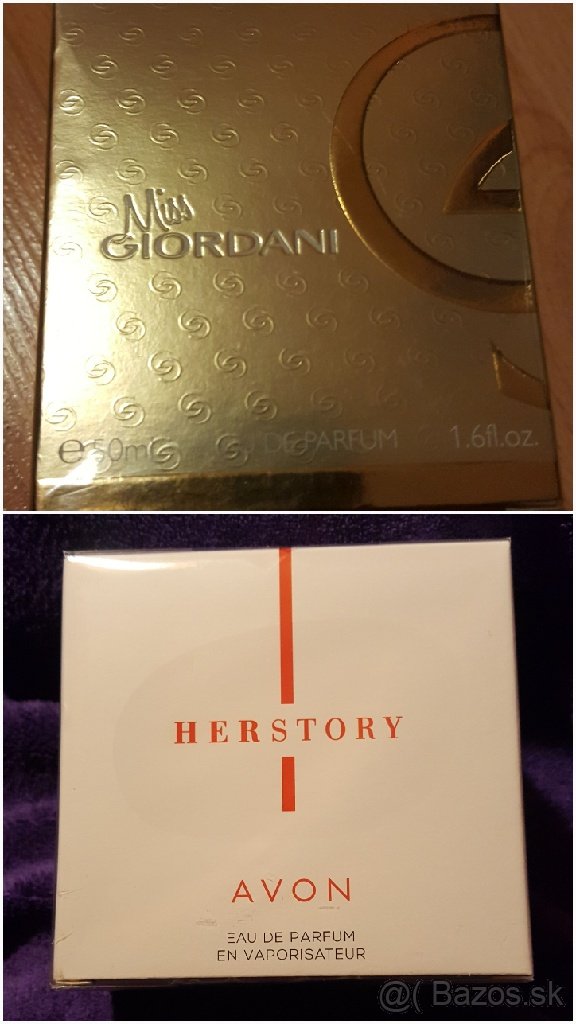 Miss
GIORDANI
e 50ml DE PARFUM 1.6fl.oz.
HERSTORY
AVON
EAU DE PARFUM
EN VAPORISATEUR
@( Bazos.sk